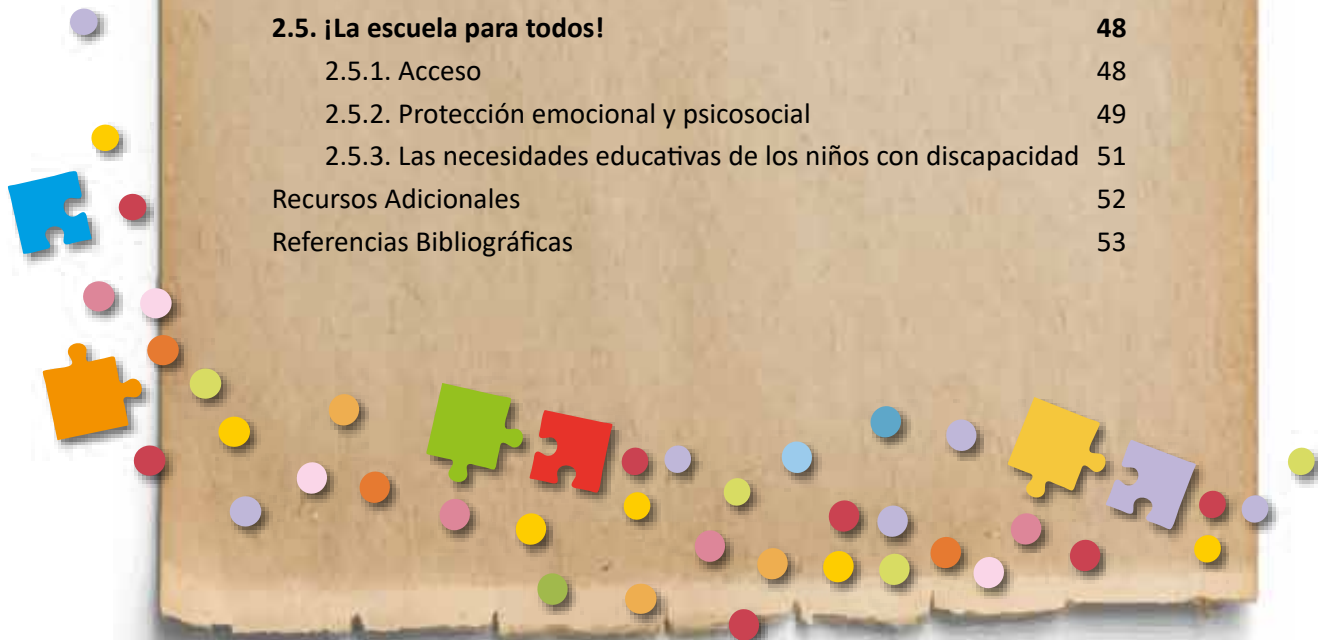 2.5. ¡La escuela para todos! 48
2.5.1. Acceso 48
2.5.2. Protección emocional y psicosocial 49
2.5.3. Las necesidades educativas de los niños con discapacidad 51
Recursos Adicionales 52
Referencias Bibliográficas 53